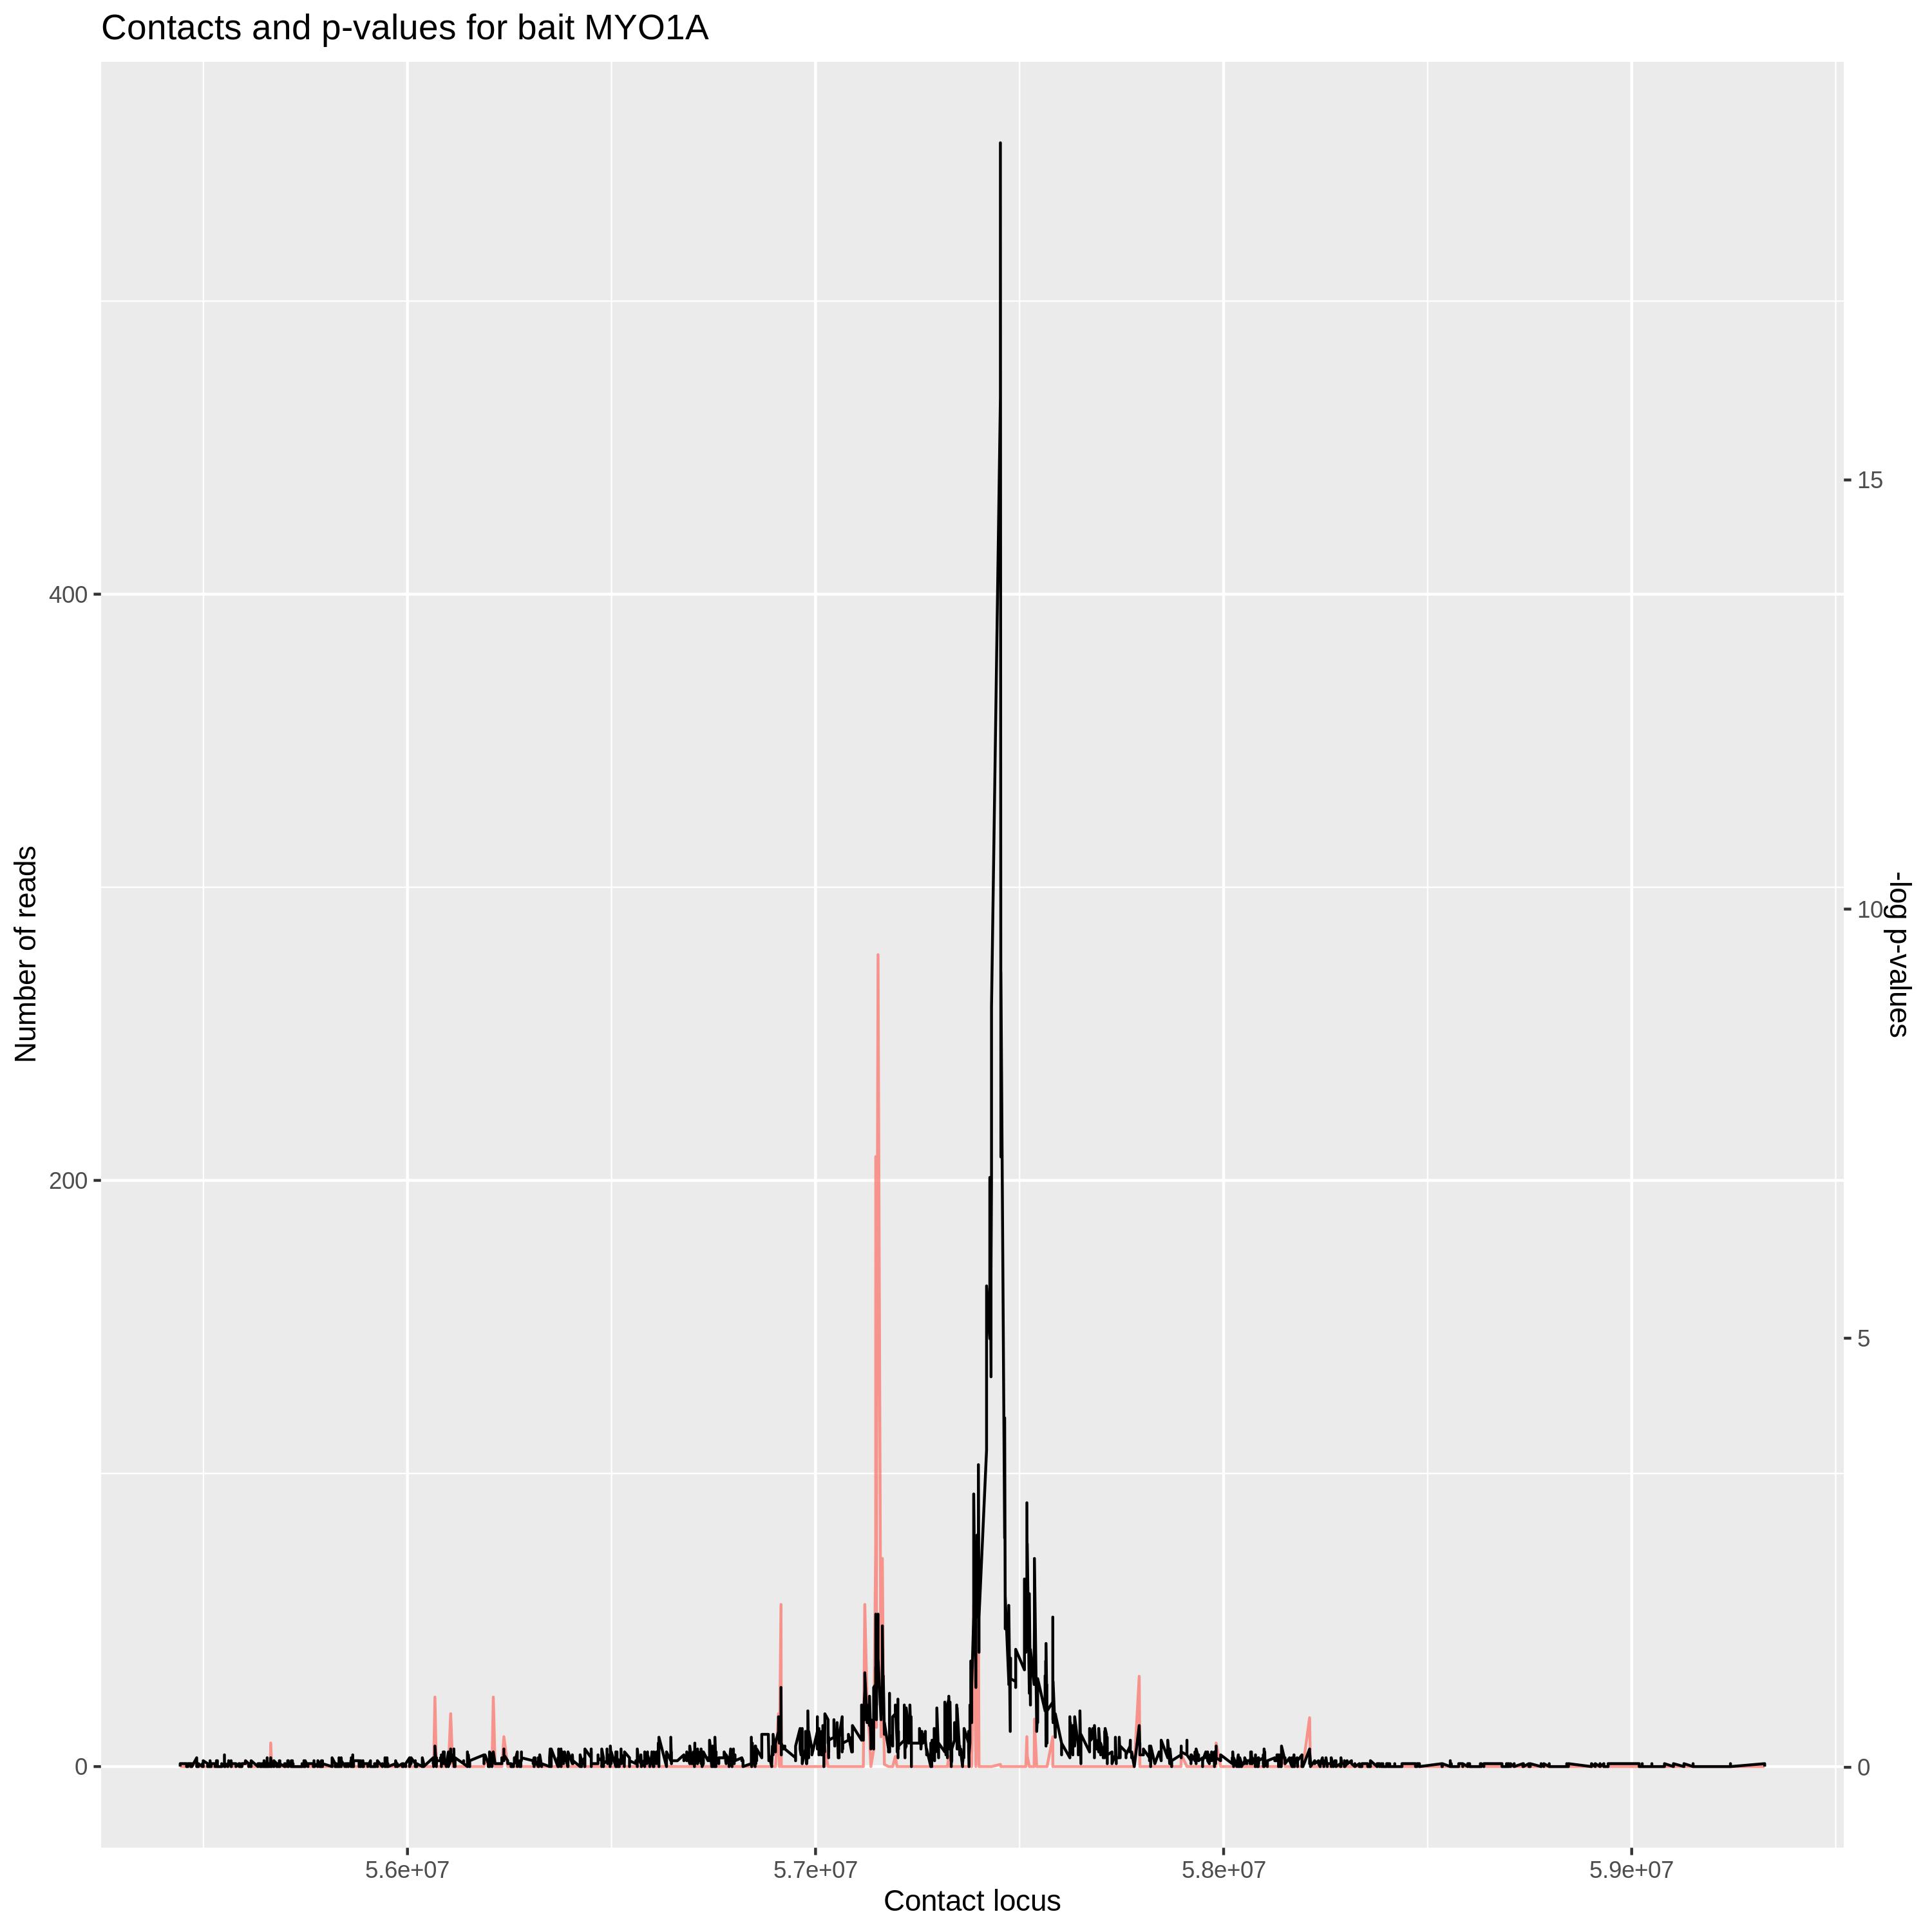 Contacts and p-values for bait MYO1A
Number of reads
400
200
0
15
10
5
0
-log p-values
5.6e+07
5.7e+07
5.8e+07
5.9e+07
Contact locus